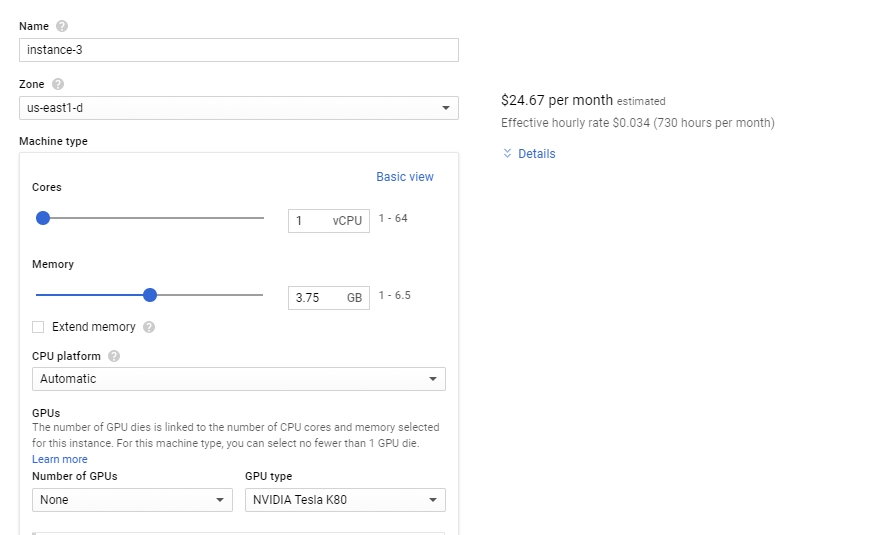 Name ?
instance-3
Zone ?
us-east1-d
$24.67 per month estimated
Effective hourly rate $0.034 (730 hours per month)
Details
Machine type
Basic view
Cores
1 vCPU 1 - 64
Memory
3.75 GB 1 - 6.5
Extend memory ?
CPU platform ?
Automatic
GPUs
The number of GPU dies is linked to the number of CPU cores and memory selected
for this instance. For this machine type, you can select no fewer than 1 GPU die.
Learn more
Number of GPUs GPU type
None NVIDIA Tesla K80